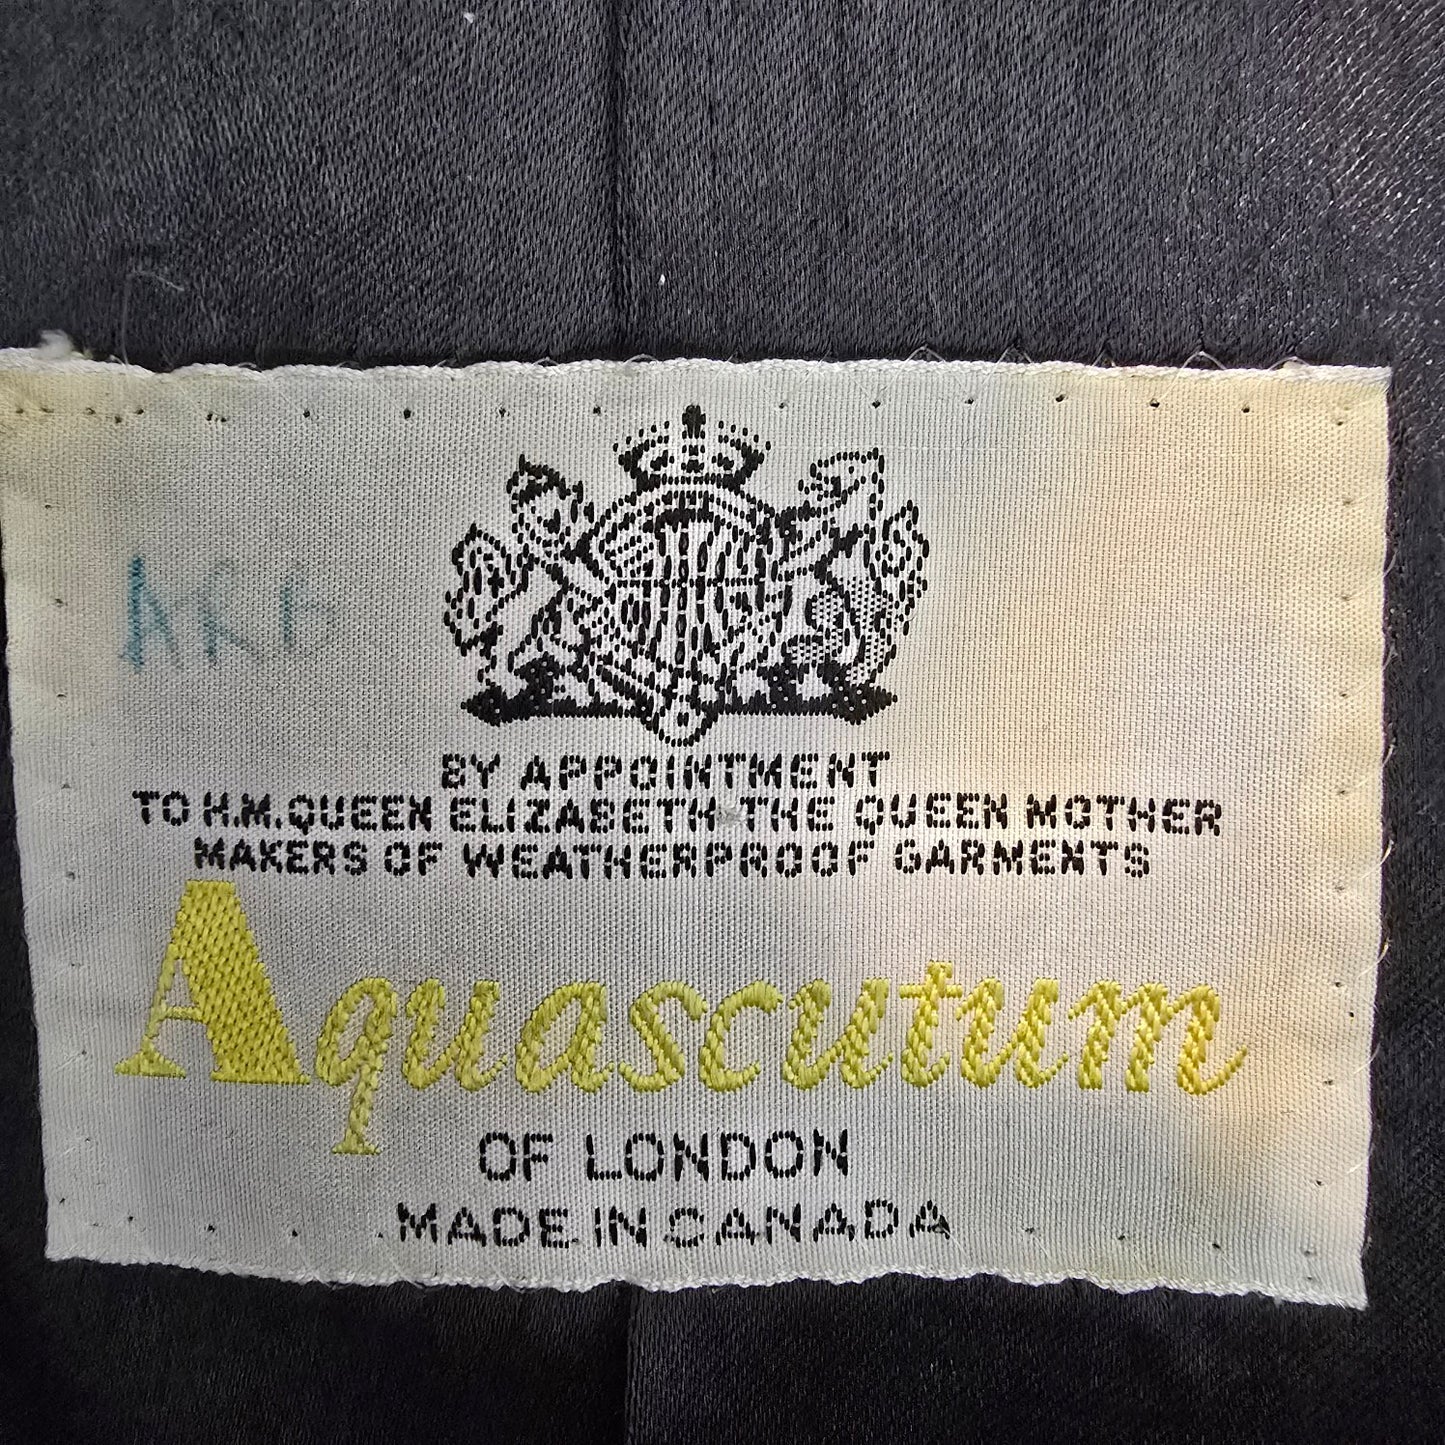 BY APPOINTMENT
TO H.M. QUEEN ELIZABETH THE QUEEN MOTHER
MAKERS OF WEATHERPROOF GARMENTS
Aquascutum
OF LONDON
MADE IN CANADA